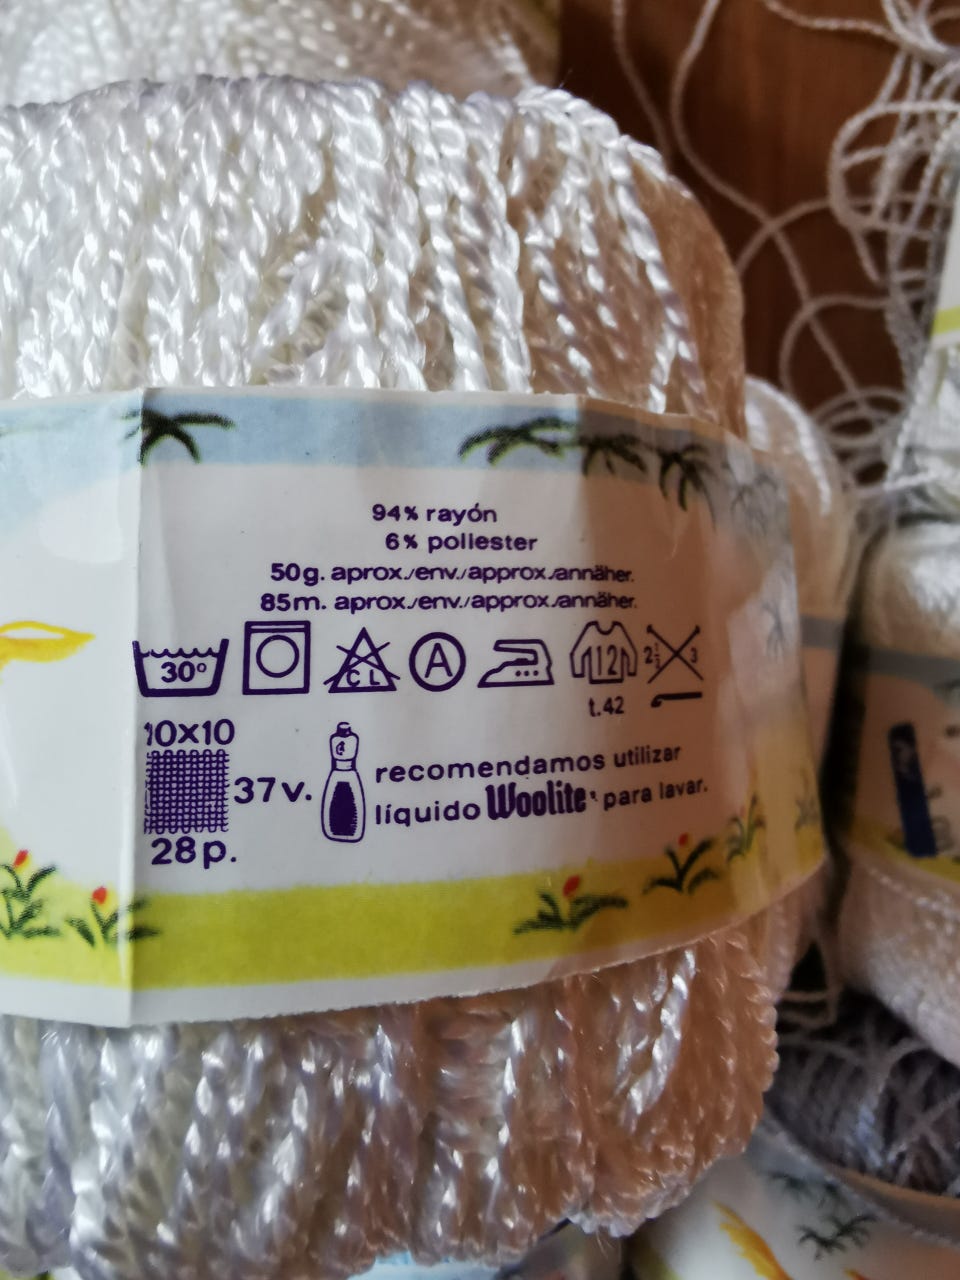 94% rayón
6% poliester
50g. aprox./env./approx./annäher.
85m. aprox./env./approx./annäher.
30° CL A 12 2½ 3
t.42
10x10
37v.
28p.
recomendamos utilizar
líquido Woolite* para lavar.